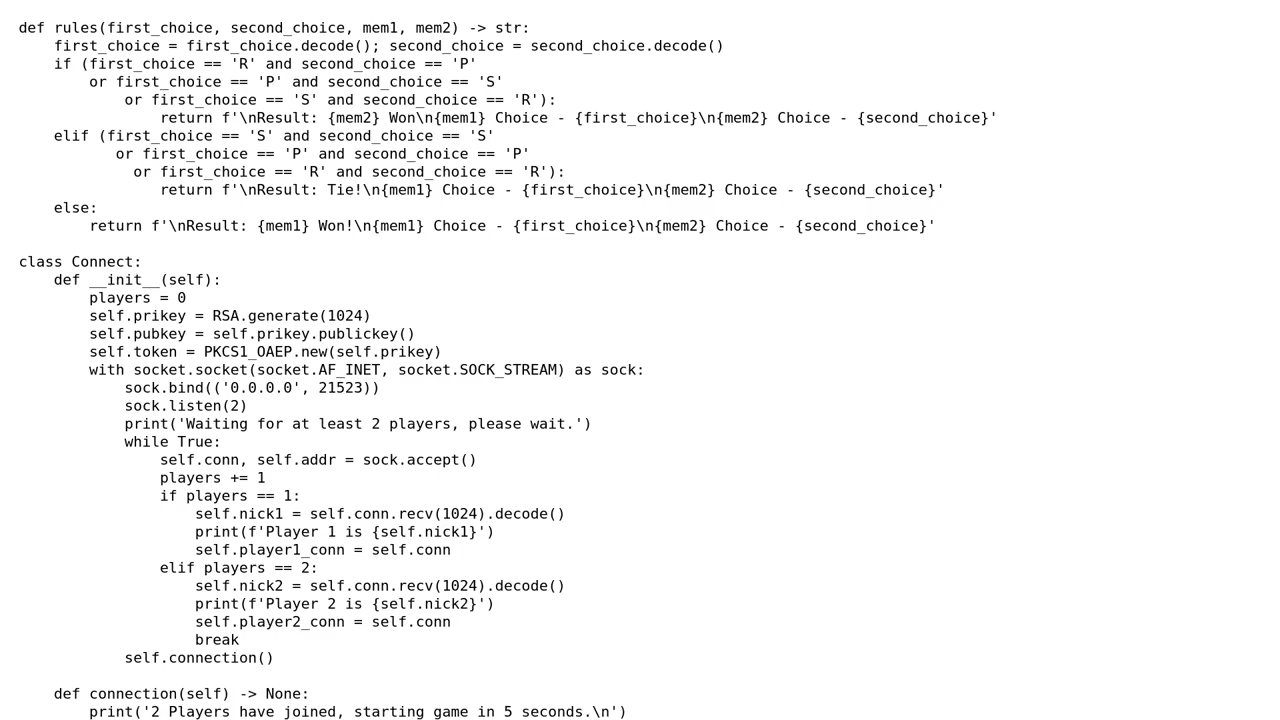 def rules(first_choice, second_choice, mem1, mem2) -> str:
    first_choice = first_choice.decode(); second_choice = second_choice.decode()
    if (first_choice == 'R' and second_choice == 'P'
        or first_choice == 'P' and second_choice == 'S'
            or first_choice == 'S' and second_choice == 'R'):
                return f'\nResult: {mem2} Won\n{mem1} Choice - {first_choice}\n{mem2} Choice - {second_choice}'
    elif (first_choice == 'S' and second_choice == 'S'
           or first_choice == 'P' and second_choice == 'P'
             or first_choice == 'R' and second_choice == 'R'):
                return f'\nResult: Tie!\n{mem1} Choice - {first_choice}\n{mem2} Choice - {second_choice}'
    else:
        return f'\nResult: {mem1} Won!\n{mem1} Choice - {first_choice}\n{mem2} Choice - {second_choice}'

class Connect:
    def __init__(self):
        players = 0
        self.prikey = RSA.generate(1024)
        self.pubkey = self.prikey.publickey()
        self.token = PKCS1_OAEP.new(self.prikey)
        with socket.socket(socket.AF_INET, socket.SOCK_STREAM) as sock:
            sock.bind(('0.0.0.0', 21523))
            sock.listen(2)
            print('Waiting for at least 2 players, please wait.')
            while True:
                self.conn, self.addr = sock.accept()
                players += 1
                if players == 1:
                    self.nick1 = self.conn.recv(1024).decode()
                    print(f'Player 1 is {self.nick1}')
                    self.player1_conn = self.conn
                elif players == 2:
                    self.nick2 = self.conn.recv(1024).decode()
                    print(f'Player 2 is {self.nick2}')
                    self.player2_conn = self.conn
                    break
            self.connection()

    def connection(self) -> None:
        print('2 Players have joined, starting game in 5 seconds.\n')